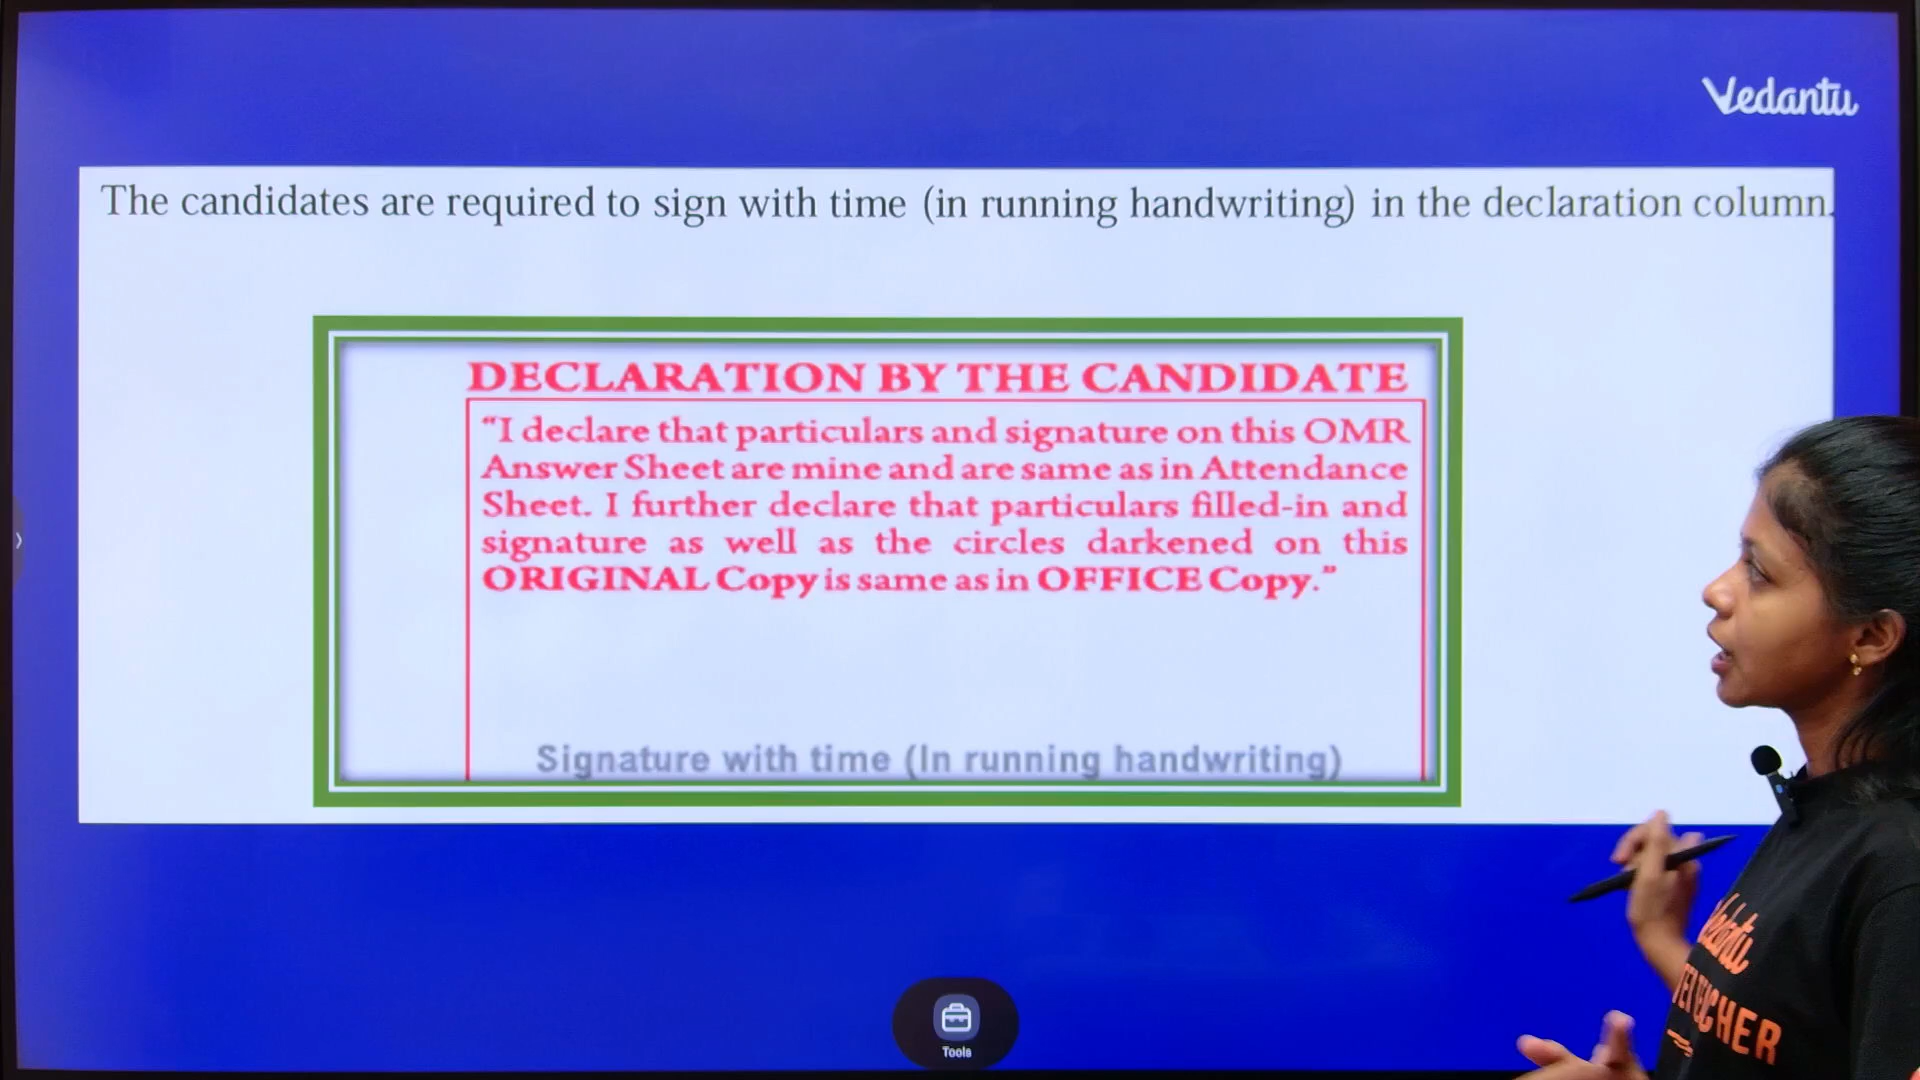 Vedantu
The candidates are required to sign with time (in running handwriting) in the declaration column.
DECLARATION BY THE CANDIDATE
“I declare that particulars and signature on this OMR
Answer Sheet are mine and are same as in Attendance
Sheet. I further declare that particulars filled-in and
signature as well as the circles darkened on this
ORIGINAL Copy is same as in OFFICE Copy.”
Signature with time (In running handwriting)
Tools